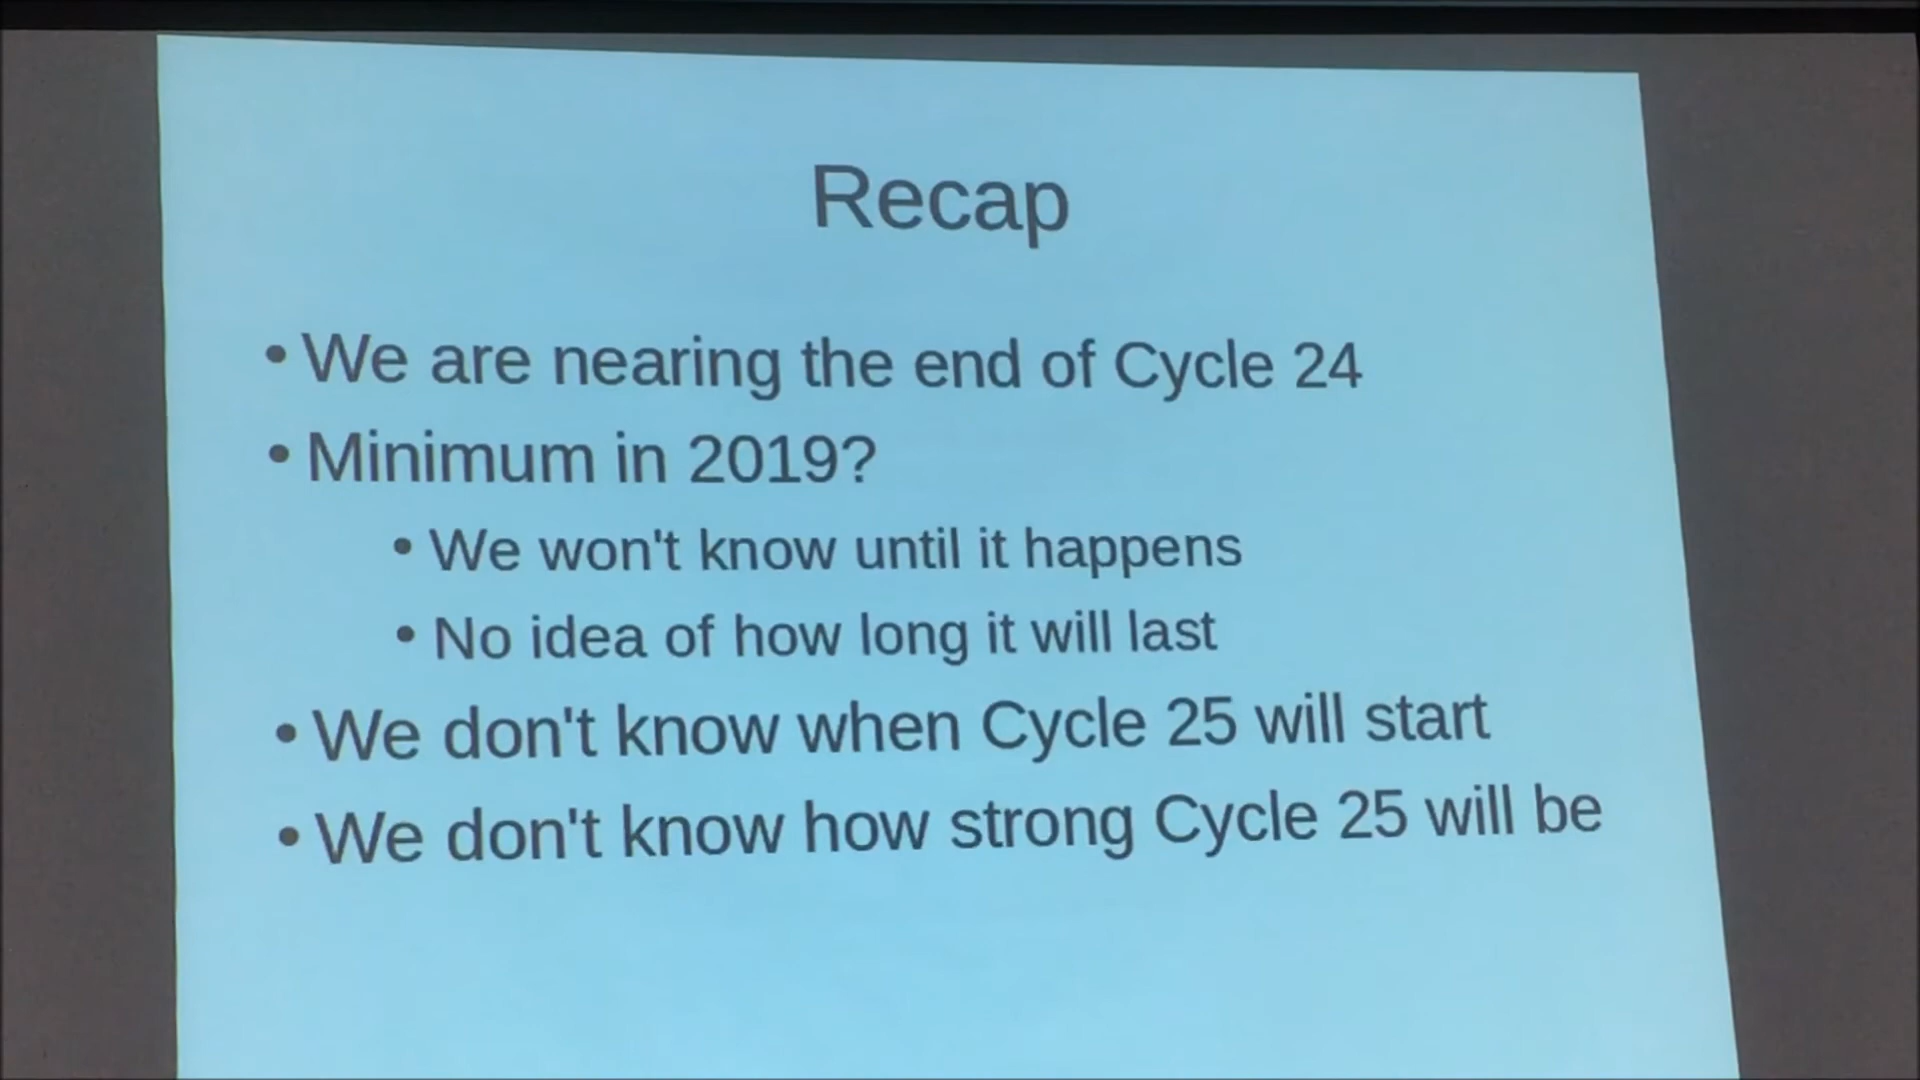 Recap
• We are nearing the end of Cycle 24
• Minimum in 2019?
• We won't know until it happens
• No idea of how long it will last
• We don't know when Cycle 25 will start
• We don't know how strong Cycle 25 will be